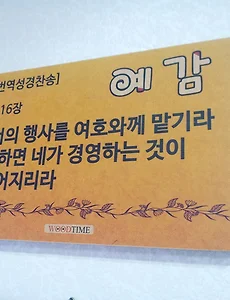 번역성경찬송]
예감
16장
의 행사를 여호와께 맡기라
하면 네가 경영하는 것이
어지리라
WOODTIME